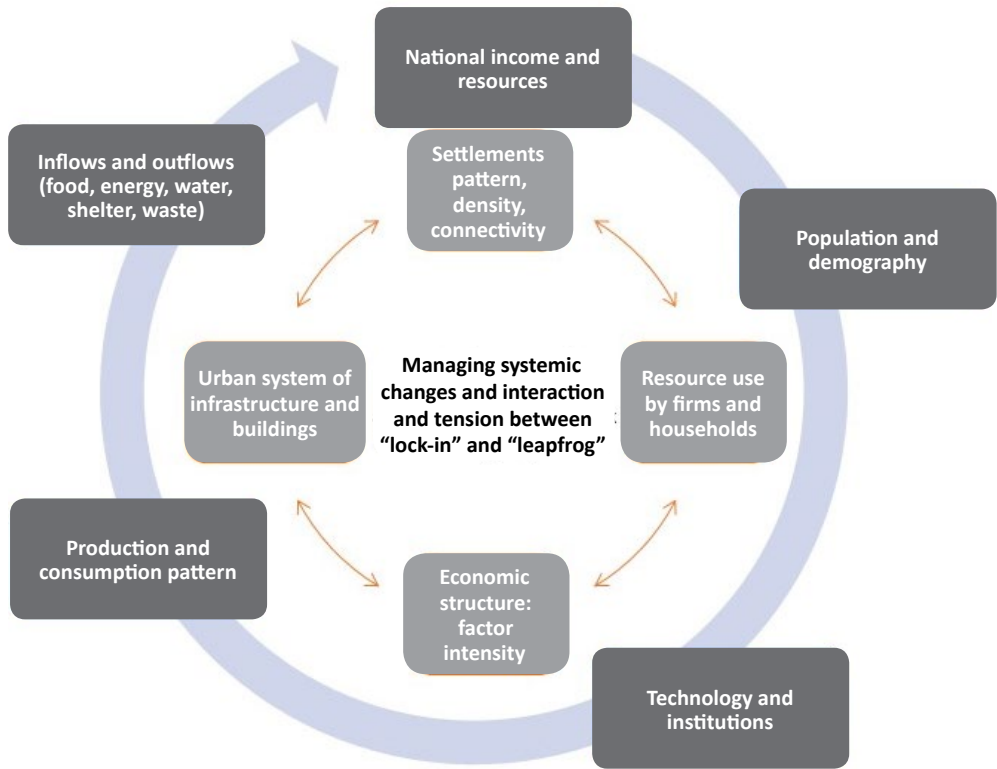 National income and
resources
Inflows and outflows
(food, energy, water,
shelter, waste)
Settlements
pattern,
density,
connectivity
Population and
demography
Urban system of
infrastructure and
buildings
Managing systemic
changes and interaction
and tension between
“lock-in” and “leapfrog”
Resource use
by firms and
households
Production and
consumption pattern
Economic
structure:
factor
intensity
Technology and
institutions